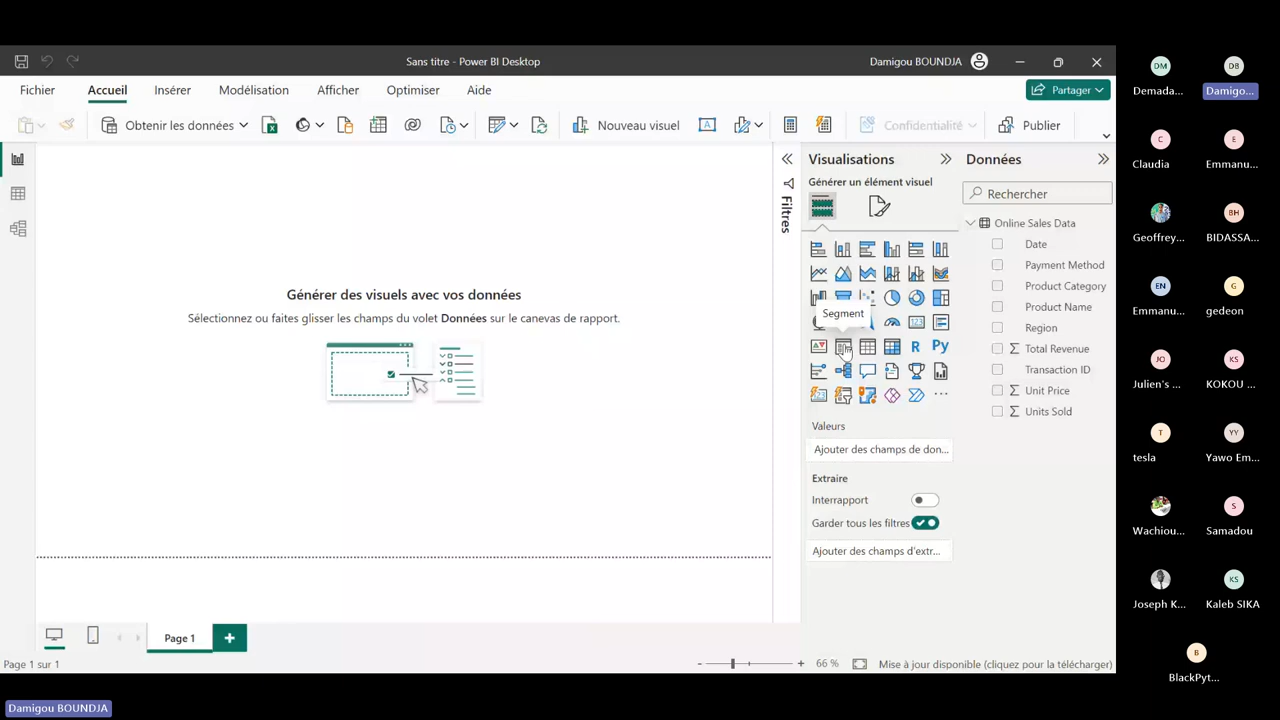 Sans titre - Power BI Desktop
Damigou BOUNDJA
Fichier
Accueil
Insérer
Modélisation
Afficher
Optimiser
Aide
Partager
Obtenir les données
Nouveau visuel
Confidentialité
Publier
Générer des visuels avec vos données
Sélectionnez ou faites glisser les champs du volet Données sur le canevas de rapport.
Filtres
Visualisations
Générer un élément visuel
Segment
R
Py
123
Valeurs
Ajouter des champs de don...
Extraire
Interrapport
Garder tous les filtres
Ajouter des champs d'extr...
Données
Rechercher
Online Sales Data
Date
Payment Method
Product Category
Product Name
Region
Σ Total Revenue
Transaction ID
Σ Unit Price
Σ Units Sold
Page 1
+
Page 1 sur 1
- + 66 %
Mise à jour disponible (cliquez pour la télécharger)
DM
Demada...
DB
Damigo...
C
Claudia
E
Emmanu...
Geoffrey...
BH
BIDASSA...
EN
Emmanu...
G
gedeon
JO
Julien's ...
KS
KOKOU ...
T
tesla
YY
Yawo Em...
Wachiou...
S
Samadou
Joseph K...
KS
Kaleb SIKA
B
BlackPyt...
Damigou BOUNDJA